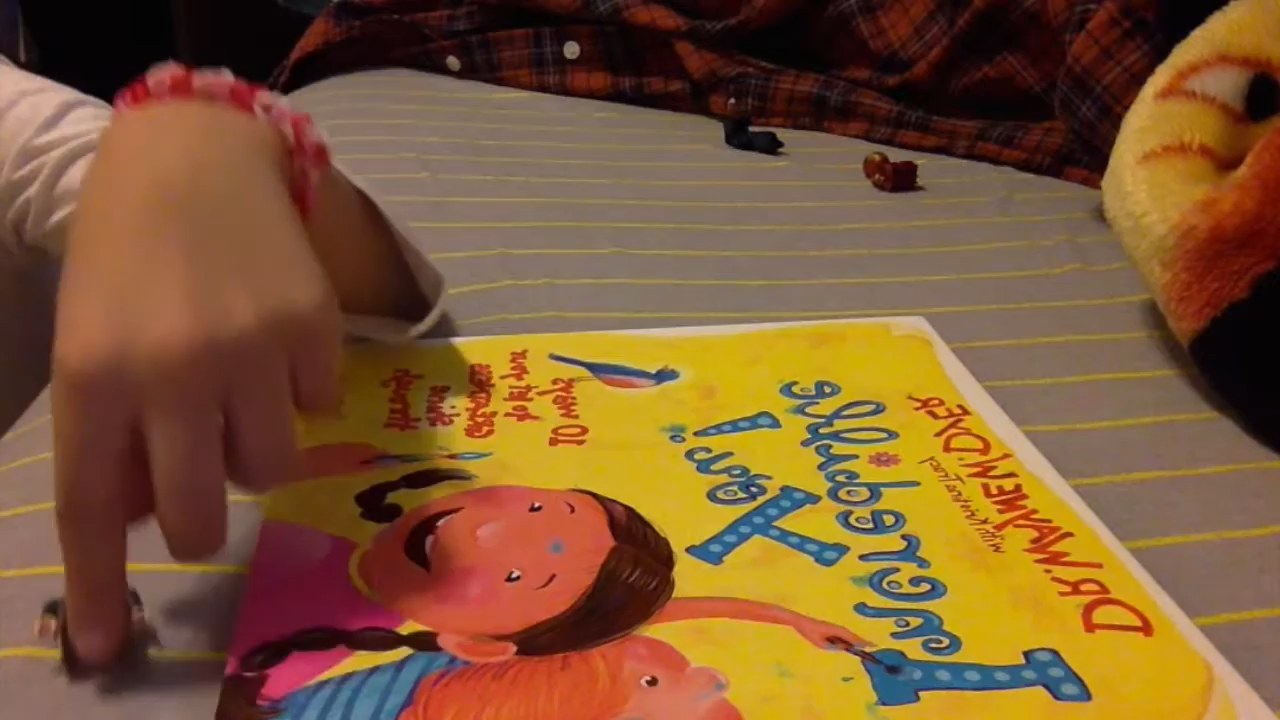 DR. WAYNE W. DYER
with Kristina Tracy
Incredible
You!
10 ways
to let your
greatness
shine
through